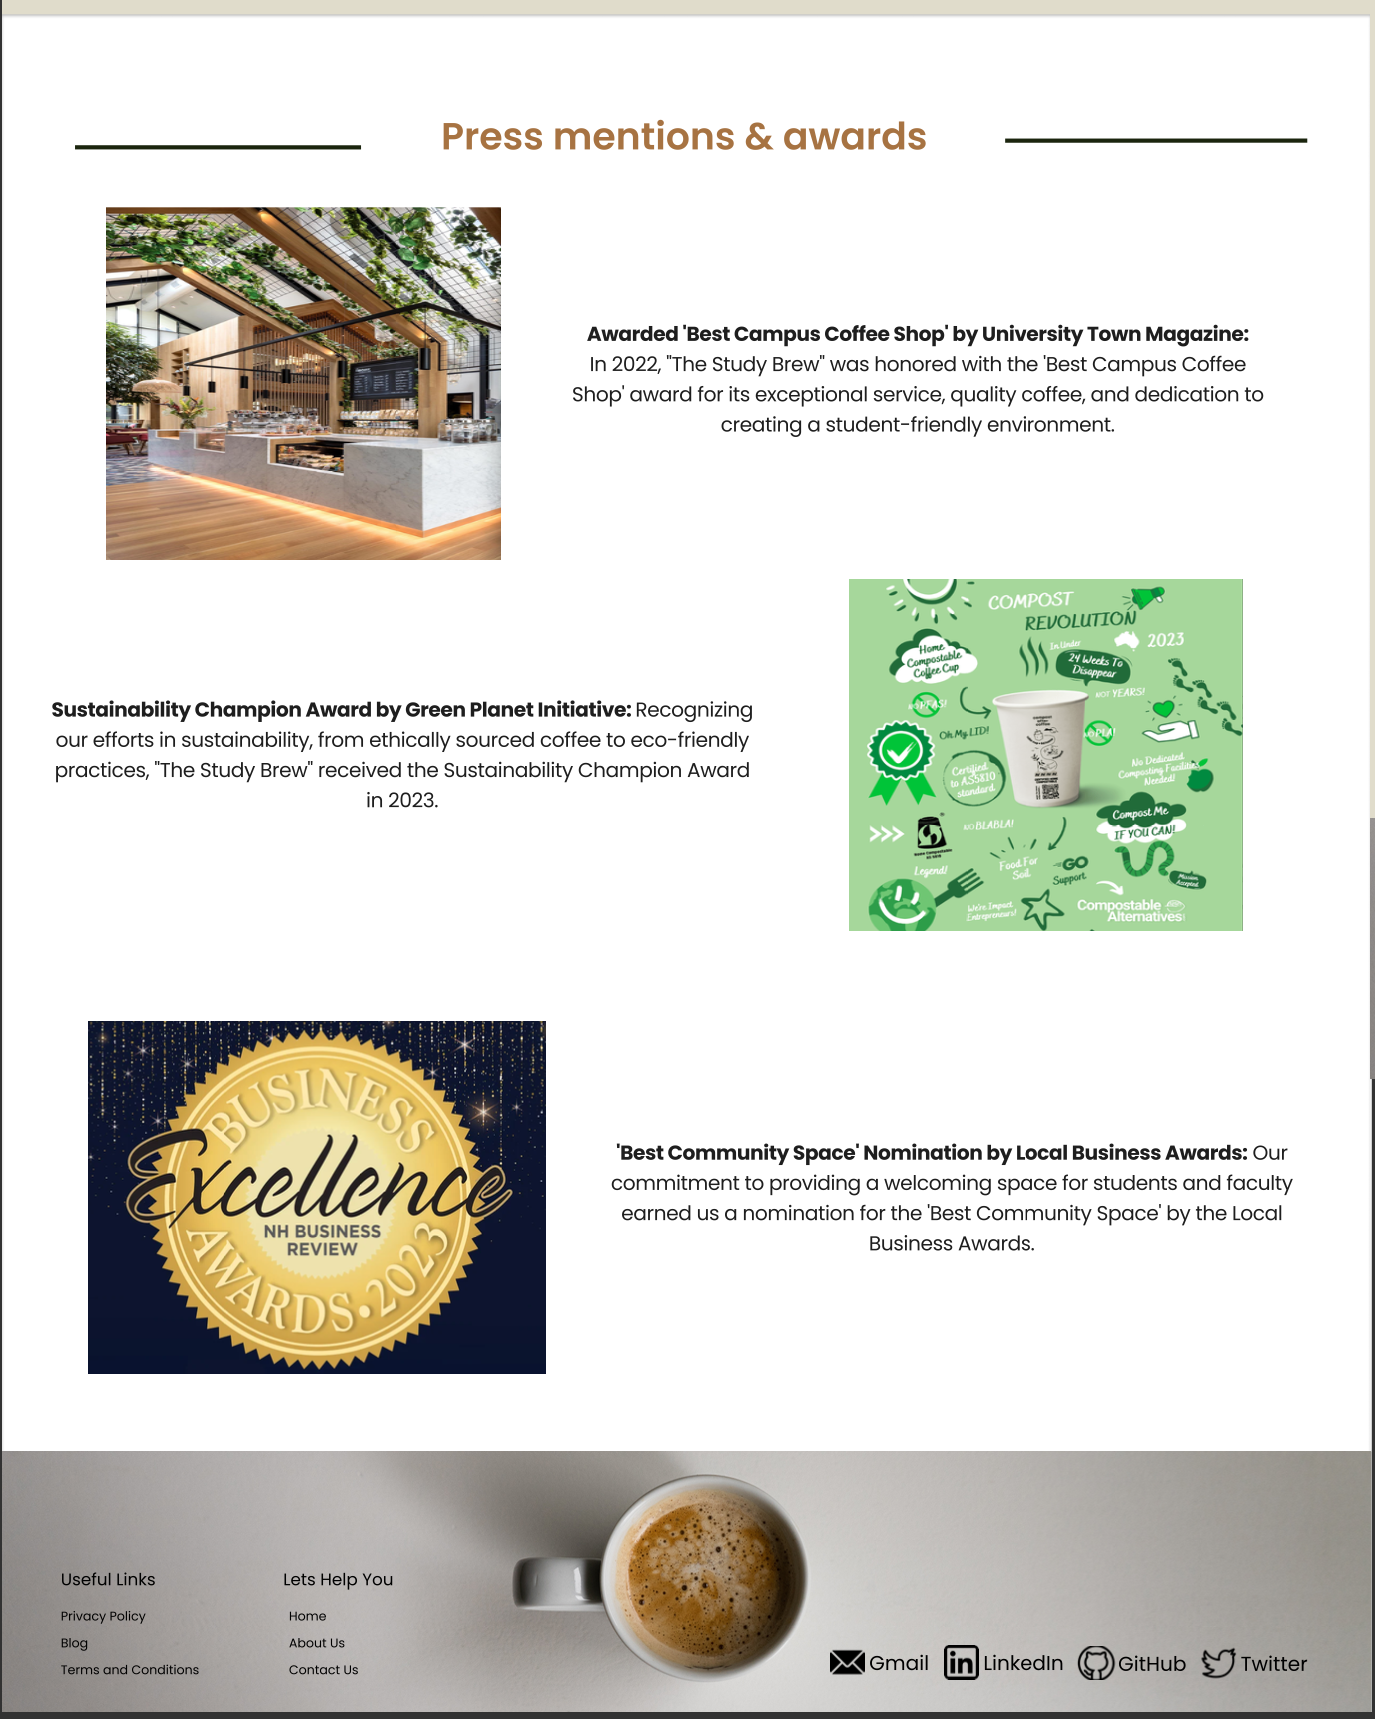 Press mentions & awards
Awarded 'Best Campus Coffee Shop' by University Town Magazine:
In 2022, "The Study Brew" was honored with the 'Best Campus Coffee
Shop' award for its exceptional service, quality coffee, and dedication to
creating a student-friendly environment.
Sustainability Champion Award by Green Planet Initiative: Recognizing
our efforts in sustainability, from ethically sourced coffee to eco-friendly
practices, "The Study Brew" received the Sustainability Champion Award
in 2023.
COMPOST
REVOLUTION
2023
Home
Compostable
Coffee Cup
In Under
24 Weeks To
Disappear
NOT YEARS!
NO PFAS!
Oh My LID!
NO PLA!
Certified
to AS5810
standard.
No Dedicated
Composting Facilities
Needed!
Compost Me
IF YOU CAN!
NO BLABLA!
Legend!
Food For
Soil
GO
Support
Mission
Accepted
We're Impact
Entrepreneurs!
Compostable
Alternatives
BUSINESS
Excellence
NH BUSINESS
REVIEW
AWARDS•2023
'Best Community Space' Nomination by Local Business Awards: Our
commitment to providing a welcoming space for students and faculty
earned us a nomination for the 'Best Community Space' by the Local
Business Awards.
Useful Links
Privacy Policy
Blog
Terms and Conditions
Lets Help You
Home
About Us
Contact Us
Gmail
LinkedIn
GitHub
Twitter